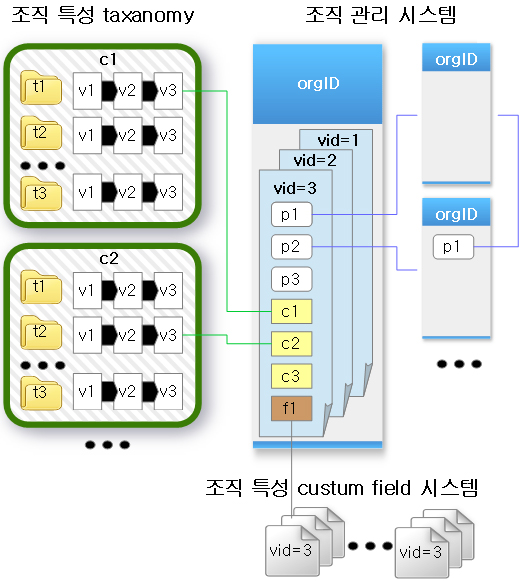 조직 특성 taxanomy
c1
t1
v1 v2 v3
t2
v1 v2 v3
t3
v1 v2 v3
c2
t1
v1 v2 v3
t2
v1 v2 v3
t3
v1 v2 v3
조직 관리 시스템
orgID
vid=1
vid=2
vid=3
p1
p2
p3
c1
c2
c3
f1
orgID
orgID
p1
조직 특성 custum field 시스템
vid=3
vid=3